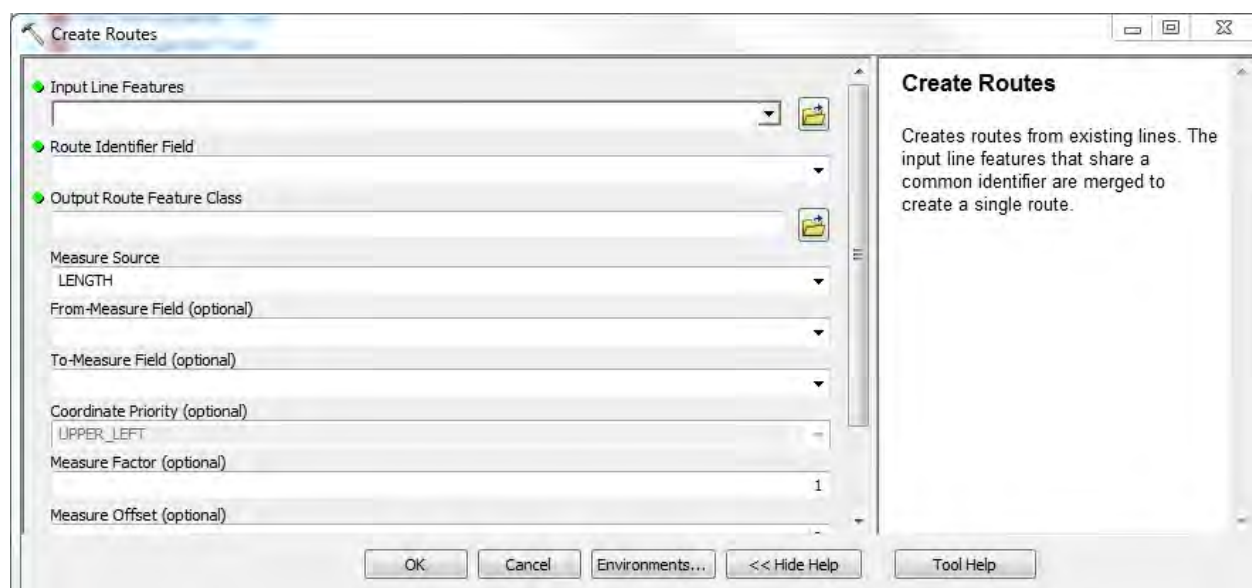 Create Routes
Input Line Features
Route Identifier Field
Output Route Feature Class
Measure Source
LENGTH
From-Measure Field (optional)
To-Measure Field (optional)
Coordinate Priority (optional)
UPPER_LEFT
Measure Factor (optional)
1
Measure Offset (optional)
OK
Cancel
Environments...
<< Hide Help
Create Routes
Creates routes from existing lines. The
input line features that share a
common identifier are merged to
create a single route.
Tool Help